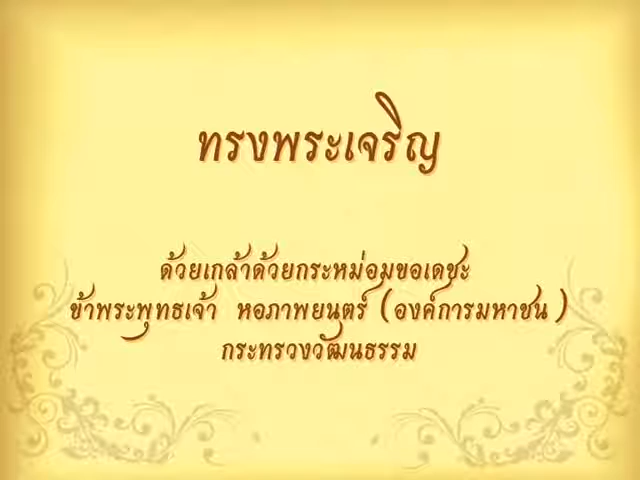 ทรงพระเจริญ
ด้วยเกล้าด้วยกระหม่อมขอเดชะ
ข้าพระพุทธเจ้า หอภาพยนตร์ (องค์การมหาชน)
กระทรวงวัฒนธรรม